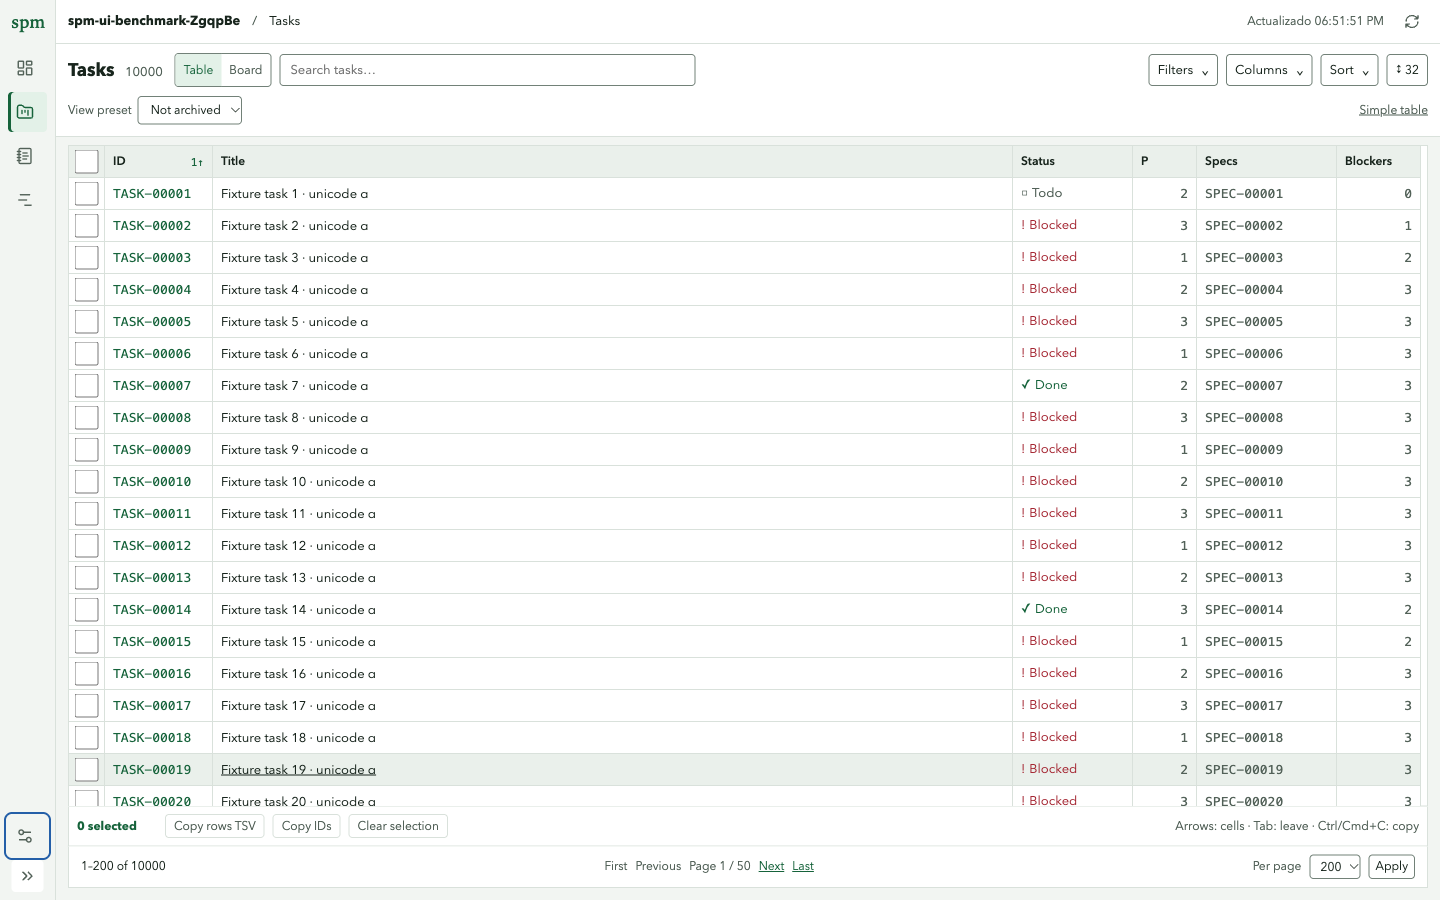 spm
spm-ui-benchmark-ZgqpBe / Tasks
Actualizado 06:51:51 PM
Tasks 10000 Table Board Search tasks... Filters Columns Sort ↕ 32
View preset Not archived Simple table
ID 1↑ Title Status P Specs Blockers
TASK-00001 Fixture task 1 · unicode a ¤ Todo 2 SPEC-00001 0
TASK-00002 Fixture task 2 · unicode a ! Blocked 3 SPEC-00002 1
TASK-00003 Fixture task 3 · unicode a ! Blocked 1 SPEC-00003 2
TASK-00004 Fixture task 4 · unicode a ! Blocked 2 SPEC-00004 3
TASK-00005 Fixture task 5 · unicode a ! Blocked 3 SPEC-00005 3
TASK-00006 Fixture task 6 · unicode a ! Blocked 1 SPEC-00006 3
TASK-00007 Fixture task 7 · unicode a ✓ Done 2 SPEC-00007 3
TASK-00008 Fixture task 8 · unicode a ! Blocked 3 SPEC-00008 3
TASK-00009 Fixture task 9 · unicode a ! Blocked 1 SPEC-00009 3
TASK-00010 Fixture task 10 · unicode a ! Blocked 2 SPEC-00010 3
TASK-00011 Fixture task 11 · unicode a ! Blocked 3 SPEC-00011 3
TASK-00012 Fixture task 12 · unicode a ! Blocked 1 SPEC-00012 3
TASK-00013 Fixture task 13 · unicode a ! Blocked 2 SPEC-00013 3
TASK-00014 Fixture task 14 · unicode a ✓ Done 3 SPEC-00014 2
TASK-00015 Fixture task 15 · unicode a ! Blocked 1 SPEC-00015 2
TASK-00016 Fixture task 16 · unicode a ! Blocked 2 SPEC-00016 3
TASK-00017 Fixture task 17 · unicode a ! Blocked 3 SPEC-00017 3
TASK-00018 Fixture task 18 · unicode a ! Blocked 1 SPEC-00018 3
TASK-00019 Fixture task 19 · unicode a ! Blocked 2 SPEC-00019 3
TASK-00020 Fixture task 20 · unicode a ! Blocked 3 SPEC-00020 3
0 selected Copy rows TSV Copy IDs Clear selection Arrows: cells · Tab: leave · Ctrl/Cmd+C: copy
1–200 of 10000 First Previous Page 1 / 50 Next Last Per page 200 Apply